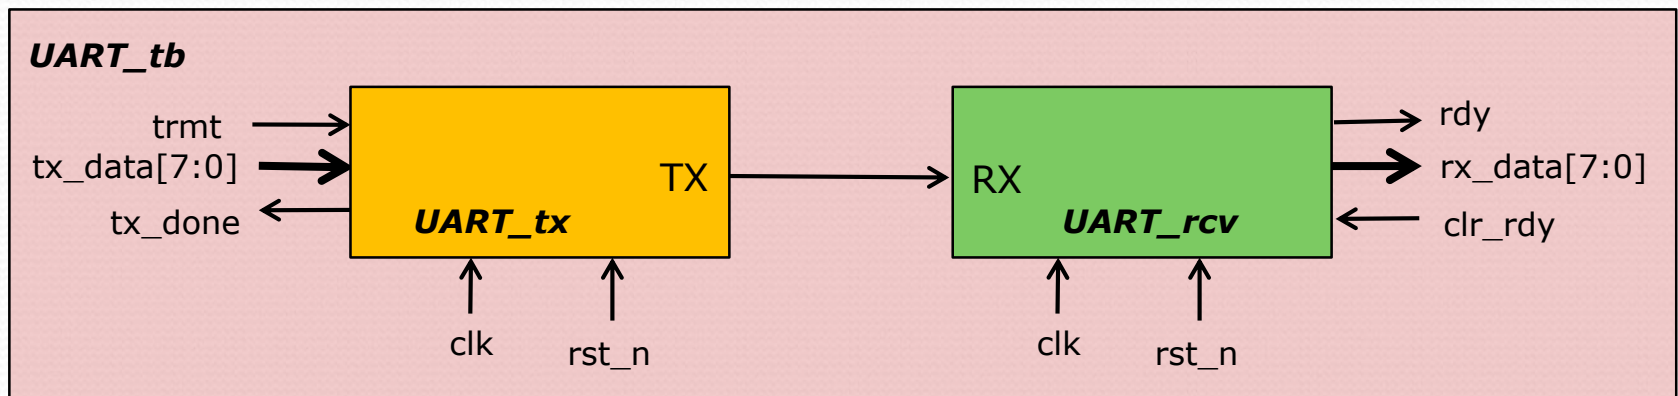 UART_tb
trmt
tx_data[7:0]
tx_done
TX
UART_tx
clk
rst_n
RX
UART_rcv
clk
rst_n
rdy
rx_data[7:0]
clr_rdy